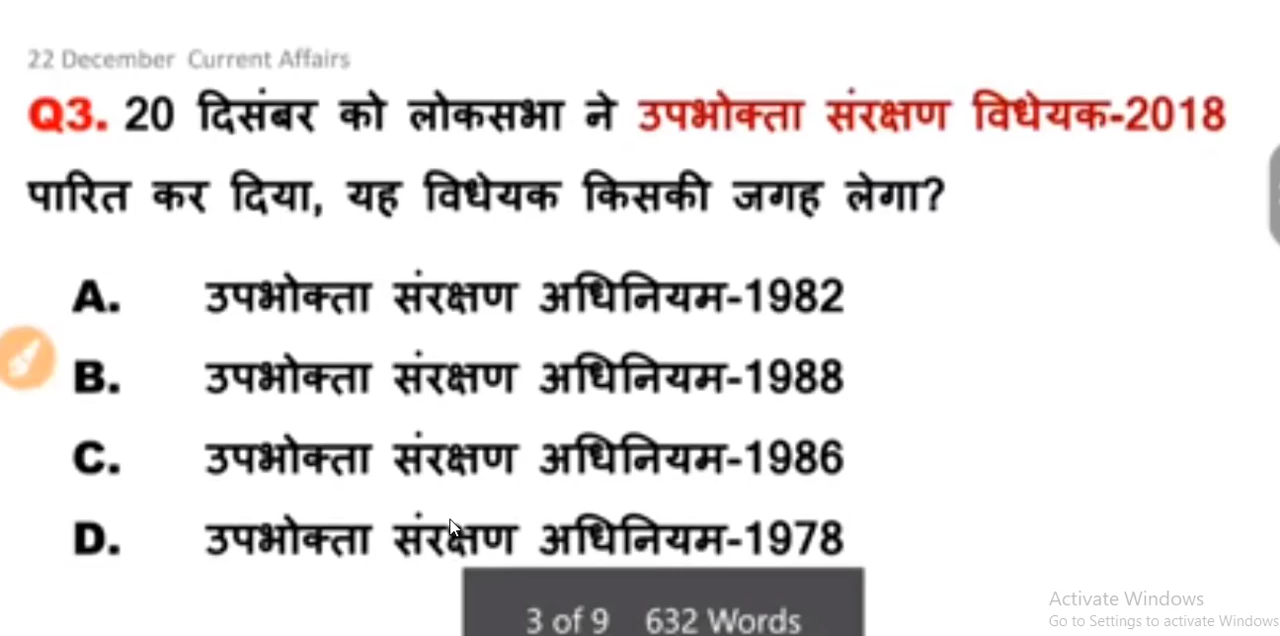 22 December Current Affairs
Q3. 20 दिसंबर को लोकसभा ने उपभोक्ता संरक्षण विधेयक-2018
पारित कर दिया, यह विधेयक किसकी जगह लेगा?
A. उपभोक्ता संरक्षण अधिनियम-1982
B. उपभोक्ता संरक्षण अधिनियम-1988
C. उपभोक्ता संरक्षण अधिनियम-1986
D. उपभोक्ता संरक्षण अधिनियम-1978
3 of 9 632 Words
Activate Windows
Go to Settings to activate Windows